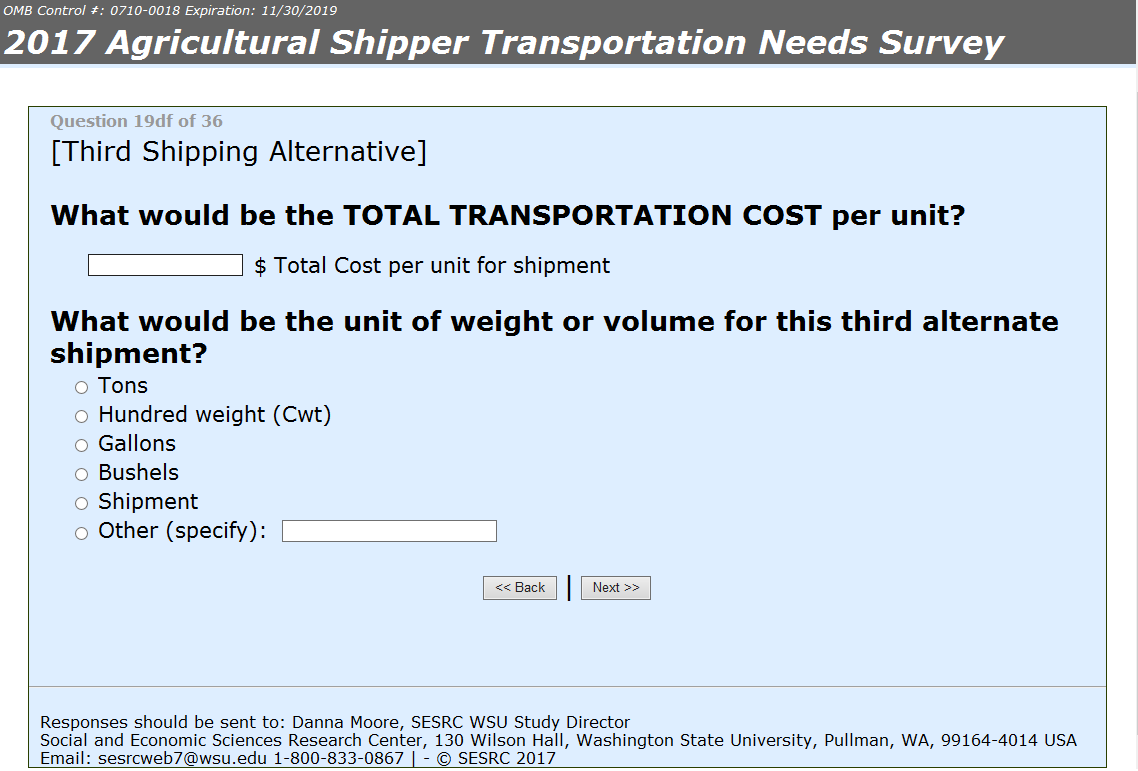 OMB Control #: 0710-0018 Expiration: 11/30/2019
2017 Agricultural Shipper Transportation Needs Survey
Question 19df of 36
[Third Shipping Alternative]
What would be the TOTAL TRANSPORTATION COST per unit?
$ Total Cost per unit for shipment
What would be the unit of weight or volume for this third alternate
shipment?
Tons
Hundred weight (Cwt)
Gallons
Bushels
Shipment
Other (specify):
<< Back | Next >>
Responses should be sent to: Danna Moore, SESRC WSU Study Director
Social and Economic Sciences Research Center, 130 Wilson Hall, Washington State University, Pullman, WA, 99164-4014 USA
Email: sesrcweb7@wsu.edu 1-800-833-0867 | - © SESRC 2017